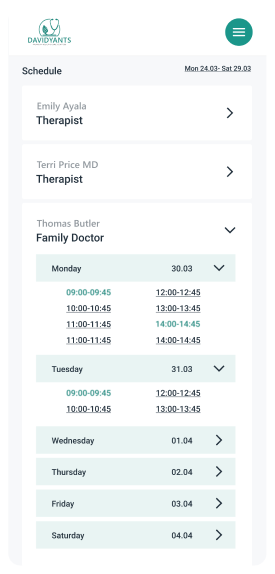 DAVIDYANTS
Schedule Mon 24.03- Sat 29.03
Emily Ayala
Therapist
Terri Price MD
Therapist
Thomas Butler
Family Doctor
Monday 30.03
09:00-09:45 12:00-12:45
10:00-10:45 13:00-13:45
11:00-11:45 14:00-14:45
11:00-11:45 14:00-14:45
Tuesday 31.03
09:00-09:45 12:00-12:45
10:00-10:45 13:00-13:45
Wednesday 01.04
Thursday 02.04
Friday 03.04
Saturday 04.04